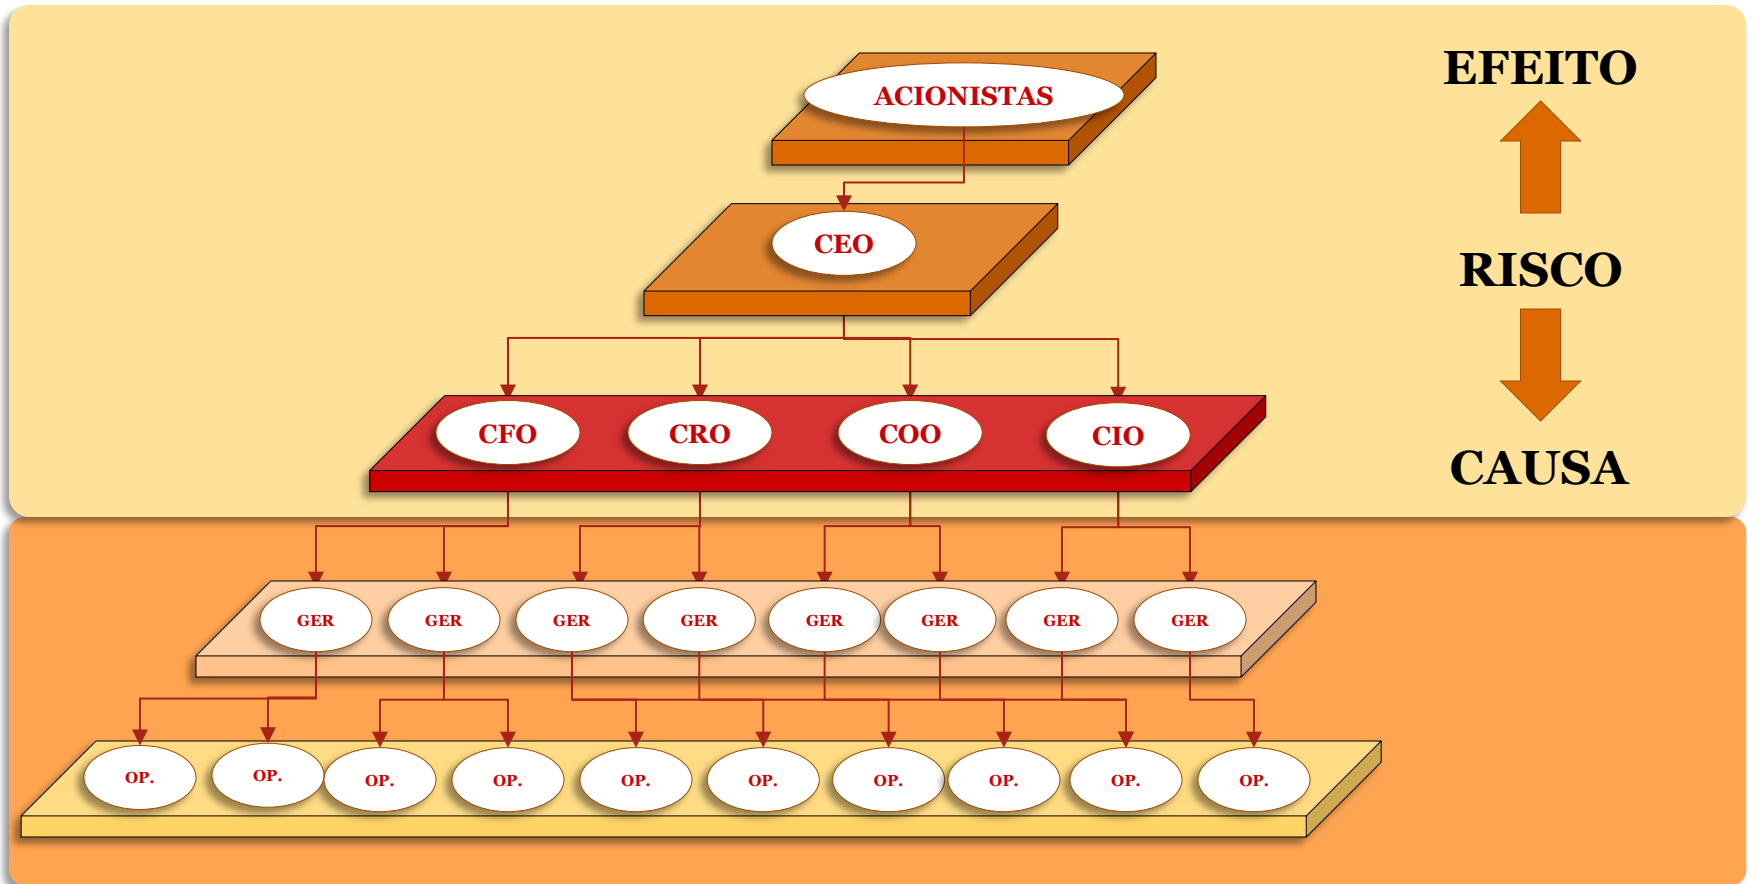 ACIONISTAS
CEO
CFO CRO COO CIO
GER GER GER GER GER GER GER GER
OP. OP. OP. OP. OP. OP. OP. OP. OP. OP.
EFEITO
RISCO
CAUSA